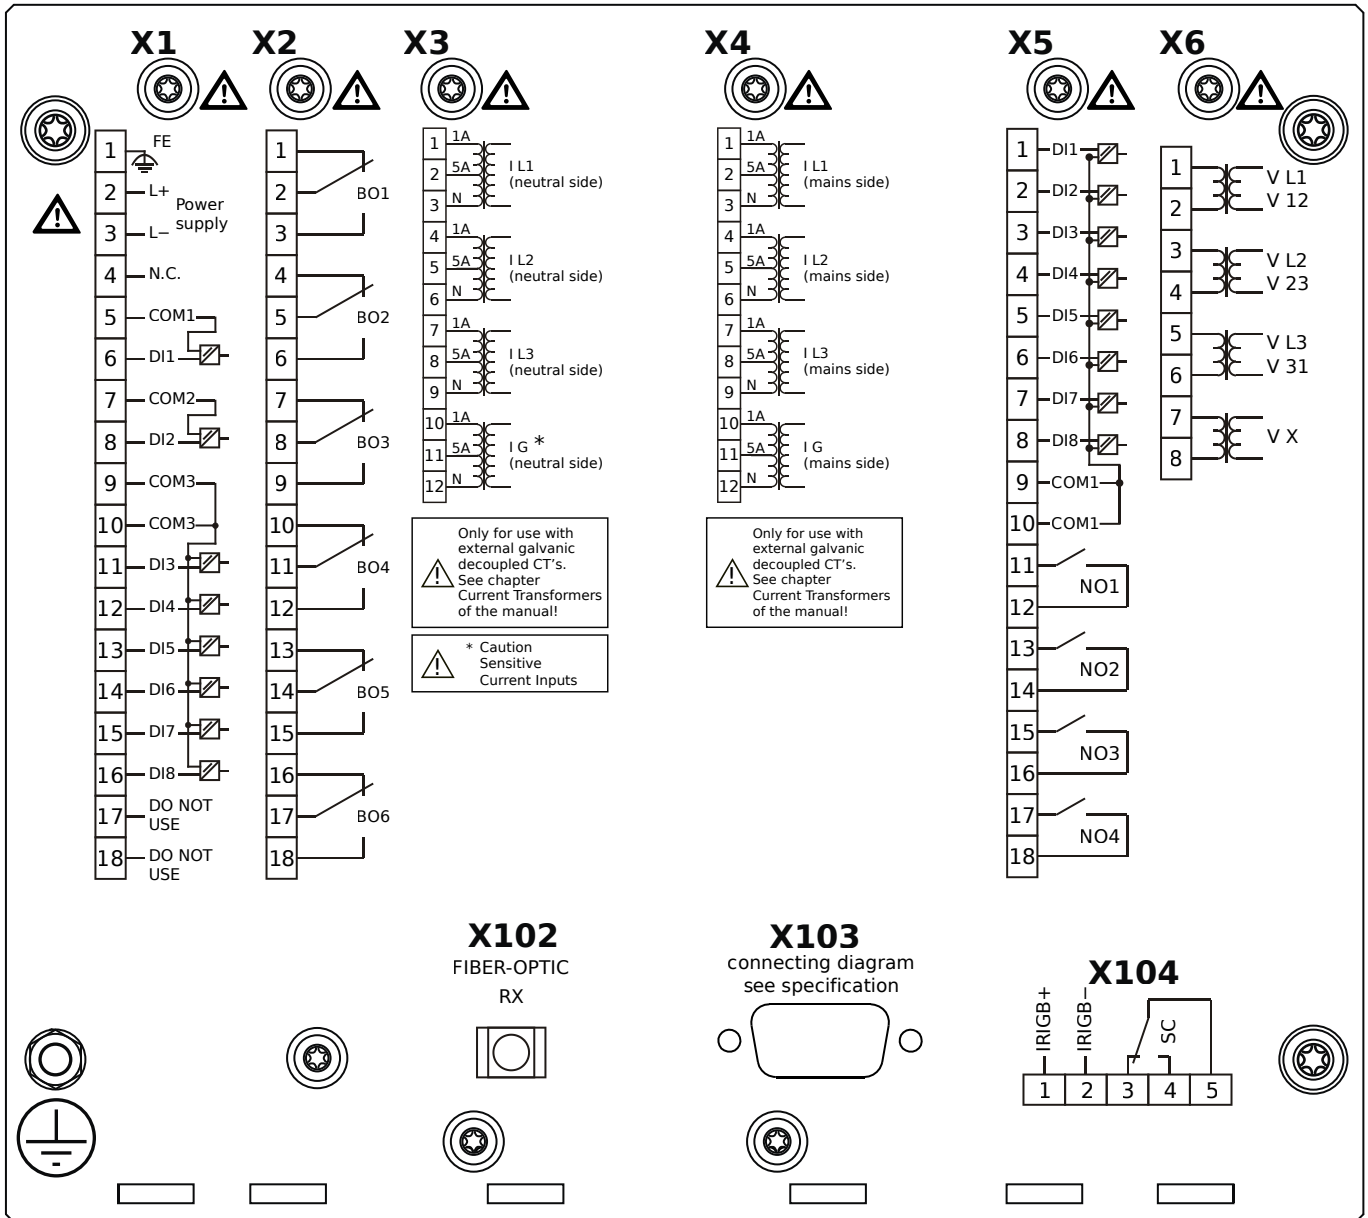 X1
X2
X3
X4
X5
X6
1 FE
2 L+
Power
supply
3 L−
4 N.C.
5 COM1
6 DI1
7 COM2
8 DI2
9 COM3
10 COM3
11 DI3
12 DI4
13 DI5
14 DI6
15 DI7
16 DI8
17 DO NOT
USE
18 DO NOT
USE
1
2 BO1
3
4
5 BO2
6
7
8 BO3
9
10
11 BO4
12
13
14 BO5
15
16
17 BO6
18
1 1A
2 5A I L1
(neutral side)
3 N
4 1A
5 5A I L2
(neutral side)
6 N
7 1A
8 5A I L3
(neutral side)
9 N
10 1A
11 5A I G *
(neutral side)
12 N
Only for use with
external galvanic
decoupled CT's.
See chapter
Current Transformers
of the manual!
* Caution
Sensitive
Current Inputs
1 1A
2 5A I L1
(mains side)
3 N
4 1A
5 5A I L2
(mains side)
6 N
7 1A
8 5A I L3
(mains side)
9 N
10 1A
11 5A I G
(mains side)
12 N
Only for use with
external galvanic
decoupled CT's.
See chapter
Current Transformers
of the manual!
1 DI1
2 DI2
3 DI3
4 DI4
5 DI5
6 DI6
7 DI7
8 DI8
9 COM1
10 COM1
11
NO1
12
13
NO2
14
15
NO3
16
17
NO4
18
1 V L1
2 V 12
3 V L2
4 V 23
5 V L3
6 V 31
7
V X
8
X102
FIBER-OPTIC
RX
X103
connecting diagram
see specification
X104
IRIGB+
IRIGB−
SC
1 2 3 4 5